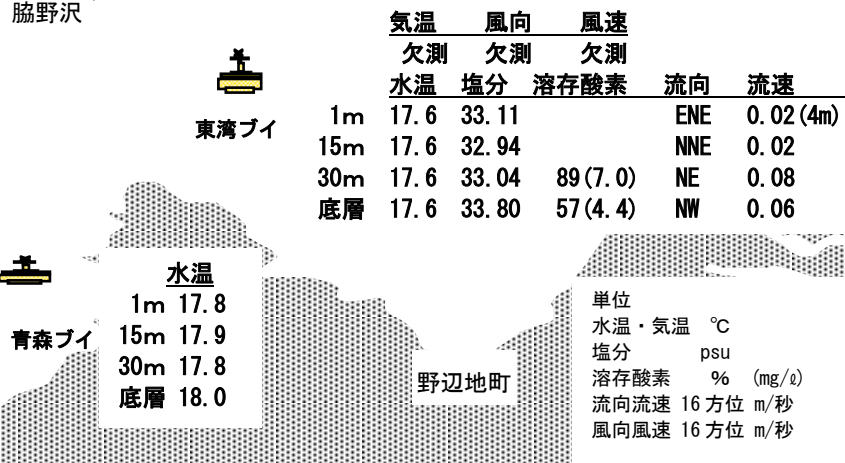 脇野沢
気温 風向 風速
欠測 欠測 欠測
水温 塩分 溶存酸素 流向 流速
1m 17.6 33.11 ENE 0.02(4m)
15m 17.6 32.94 NNE 0.02
30m 17.6 33.04 89(7.0) NE 0.08
底層 17.6 33.80 57(4.4) NW 0.06
東湾ブイ
水温
1m 17.8
15m 17.9
30m 17.8
底層 18.0
青森ブイ
野辺地町
単位
水温・気温 ℃
塩分 psu
溶存酸素 % (mg/ℓ)
流向流速 16方位 m/秒
風向風速 16方位 m/秒